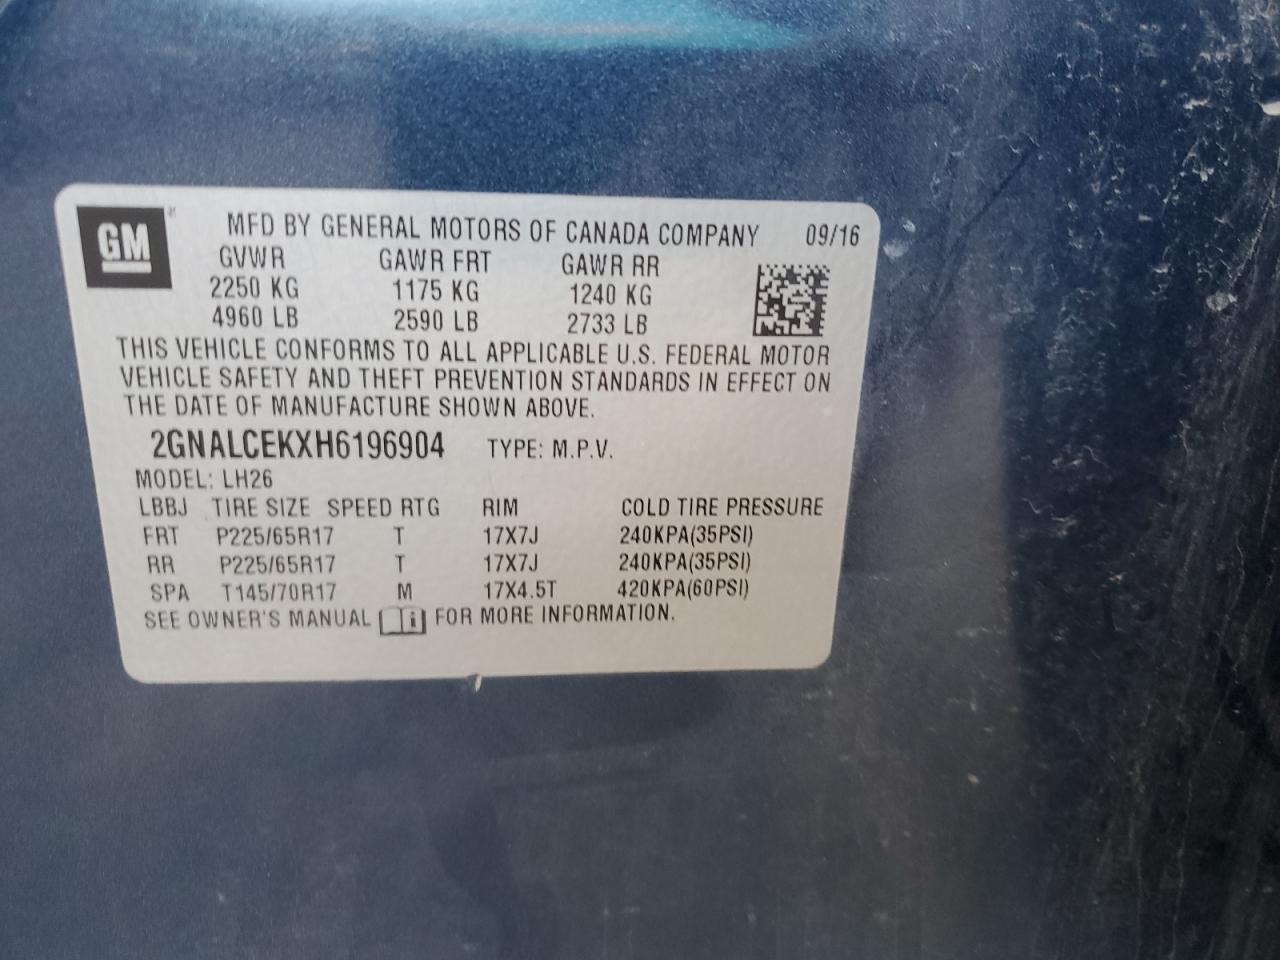 GM
MFD BY GENERAL MOTORS OF CANADA COMPANY 09/16
GVWR GAWR FRT GAWR RR
2250 KG 1175 KG 1240 KG
4960 LB 2590 LB 2733 LB
THIS VEHICLE CONFORMS TO ALL APPLICABLE U.S. FEDERAL MOTOR
VEHICLE SAFETY AND THEFT PREVENTION STANDARDS IN EFFECT ON
THE DATE OF MANUFACTURE SHOWN ABOVE.
2GNALCEKXH6196904 TYPE: M.P.V.
MODEL: LH26
LBBJ TIRE SIZE SPEED RTG RIM COLD TIRE PRESSURE
FRT P225/65R17 T 17X7J 240KPA(35PSI)
RR P225/65R17 T 17X7J 240KPA(35PSI)
SPA T145/70R17 M 17X4.5T 420KPA(60PSI)
SEE OWNER'S MANUAL i FOR MORE INFORMATION.